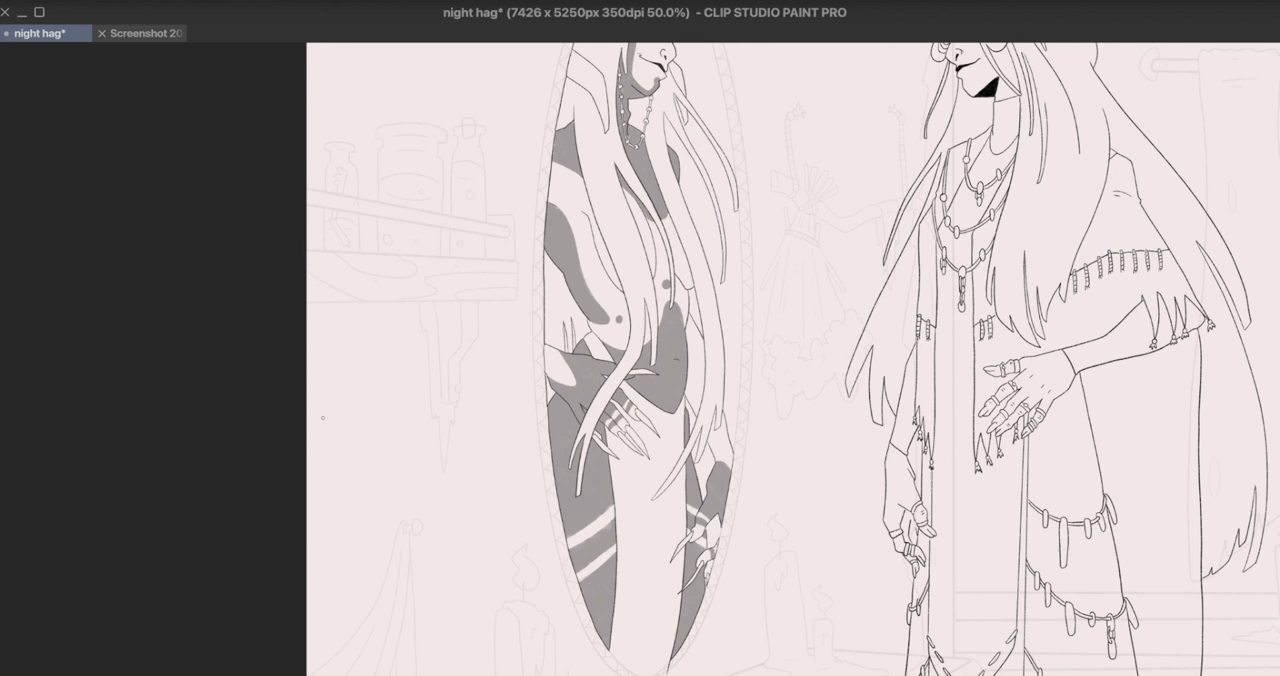 night hag* (7426 x 5250px 350dpi 50.0%) - CLIP STUDIO PAINT PRO
night hag* Screenshot 20